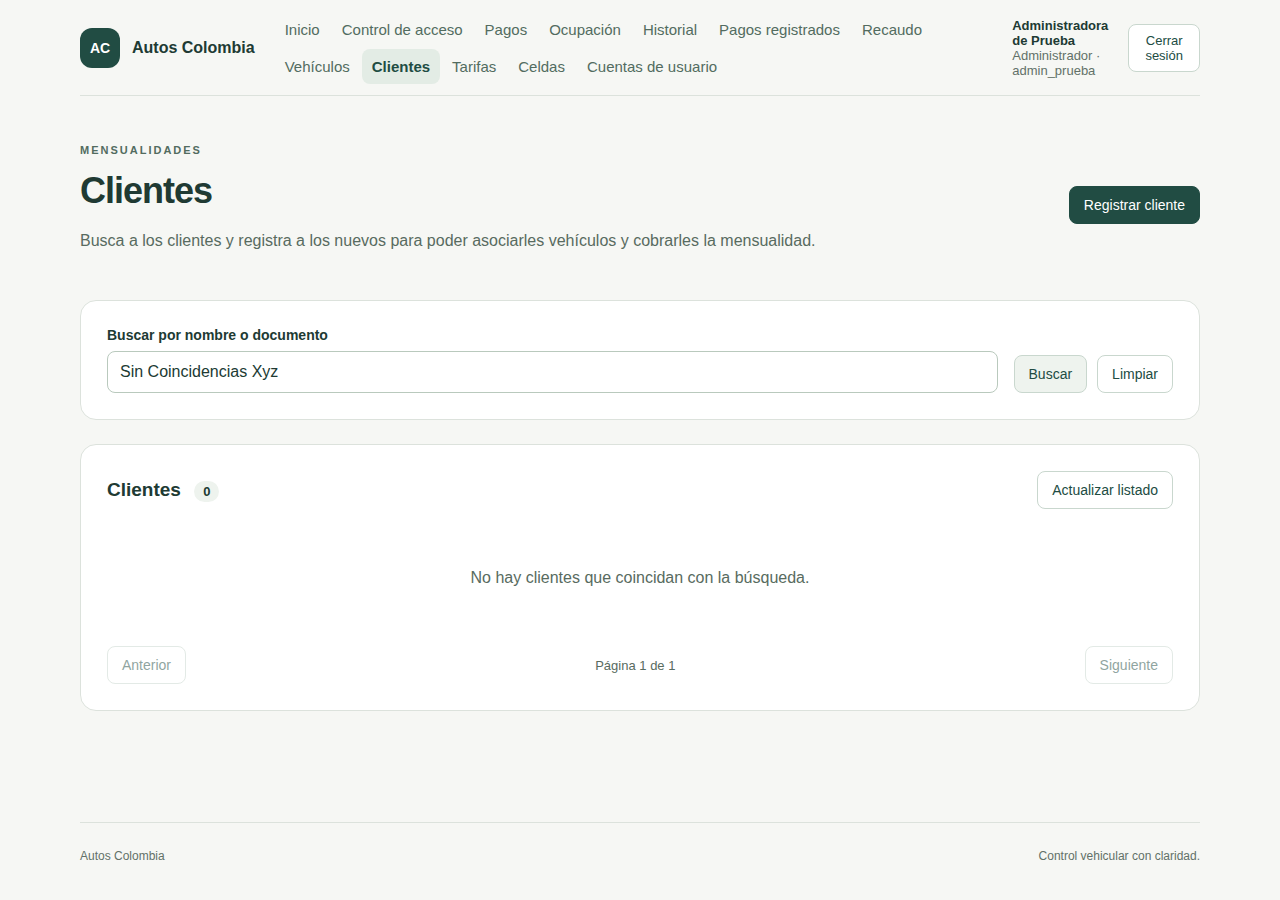 AC
Autos Colombia
Inicio
Control de acceso
Pagos
Ocupación
Historial
Pagos registrados
Recaudo
Vehículos
Clientes
Tarifas
Celdas
Cuentas de usuario
Administradora
de Prueba
Administrador ·
admin_prueba
Cerrar
sesión
MENSUALIDADES
Clientes
Busca a los clientes y registra a los nuevos para poder asociarles vehículos y cobrarles la mensualidad.
Registrar cliente
Buscar por nombre o documento
Sin Coincidencias Xyz
Buscar
Limpiar
Clientes 0
Actualizar listado
No hay clientes que coincidan con la búsqueda.
Anterior
Página 1 de 1
Siguiente
Autos Colombia
Control vehicular con claridad.